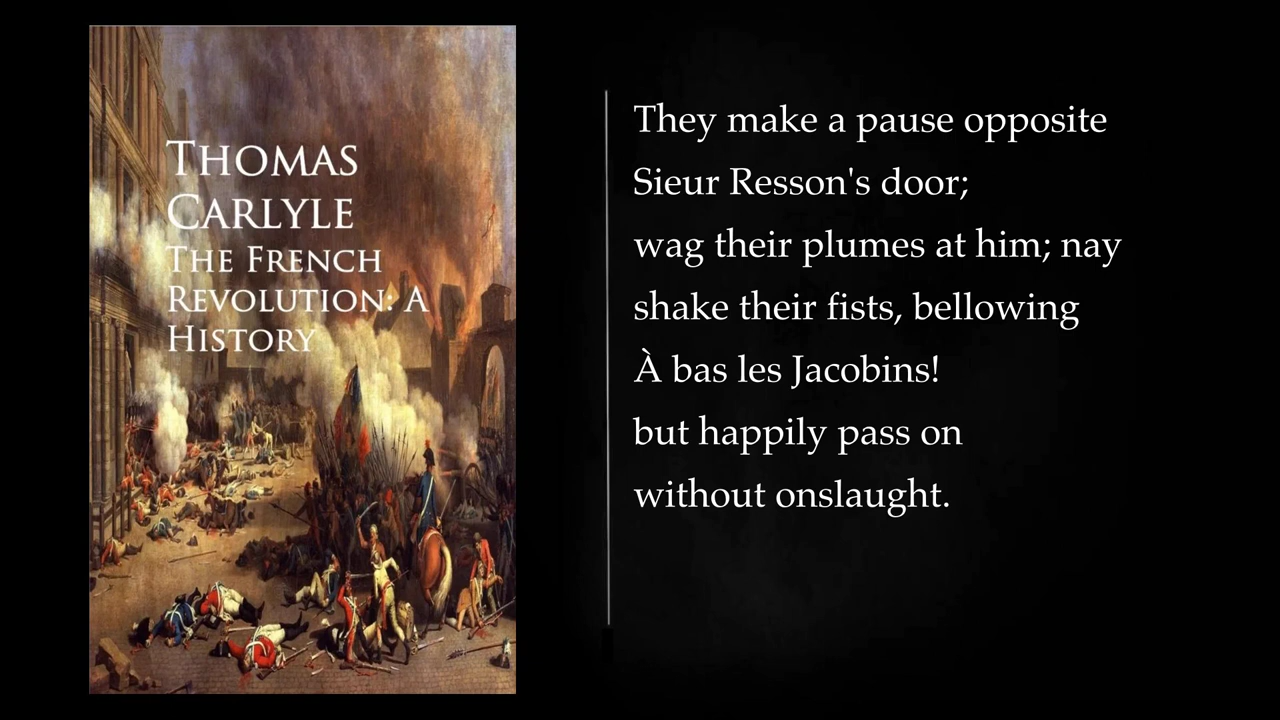 THOMAS
CARLYLE
THE FRENCH
REVOLUTION: A
HISTORY
They make a pause opposite
Sieur Resson's door;
wag their plumes at him; nay
shake their fists, bellowing
À bas les Jacobins!
but happily pass on
without onslaught.